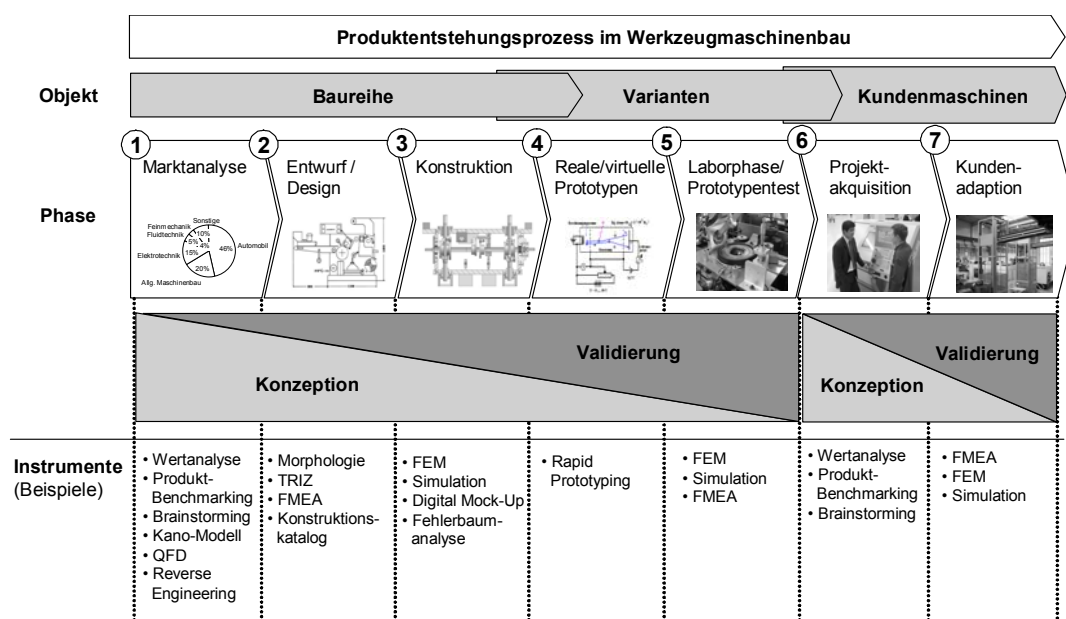 Produktentstehungsprozess im Werkzeugmaschinenbau
Objekt
Baureihe
Varianten
Kundenmaschinen
1
2
3
4
5
6
7
Phase
Marktanalyse
Sonstige
Feinmechanik
Fluidtechnik
10%
5%
4%
46%
Automobil
Elektrotechnik
15%
20%
Allg. Maschinenbau
Entwurf /
Design
Konstruktion
Reale/virtuelle
Prototypen
Laborphase/
Prototypentest
Projekt-
akquisition
Kunden-
adaption
Validierung
Konzeption
Validierung
Konzeption
Instrumente
(Beispiele)
• Wertanalyse
• Produkt-
Benchmarking
• Brainstorming
• Kano-Modell
• QFD
• Reverse
Engineering
• Morphologie
• TRIZ
• FMEA
• Konstruktions-
katalog
• FEM
• Simulation
• Digital Mock-Up
• Fehlerbaum-
analyse
• Rapid
Prototyping
• FEM
• Simulation
• FMEA
• Wertanalyse
• Produkt-
Benchmarking
• Brainstorming
• FMEA
• FEM
• Simulation